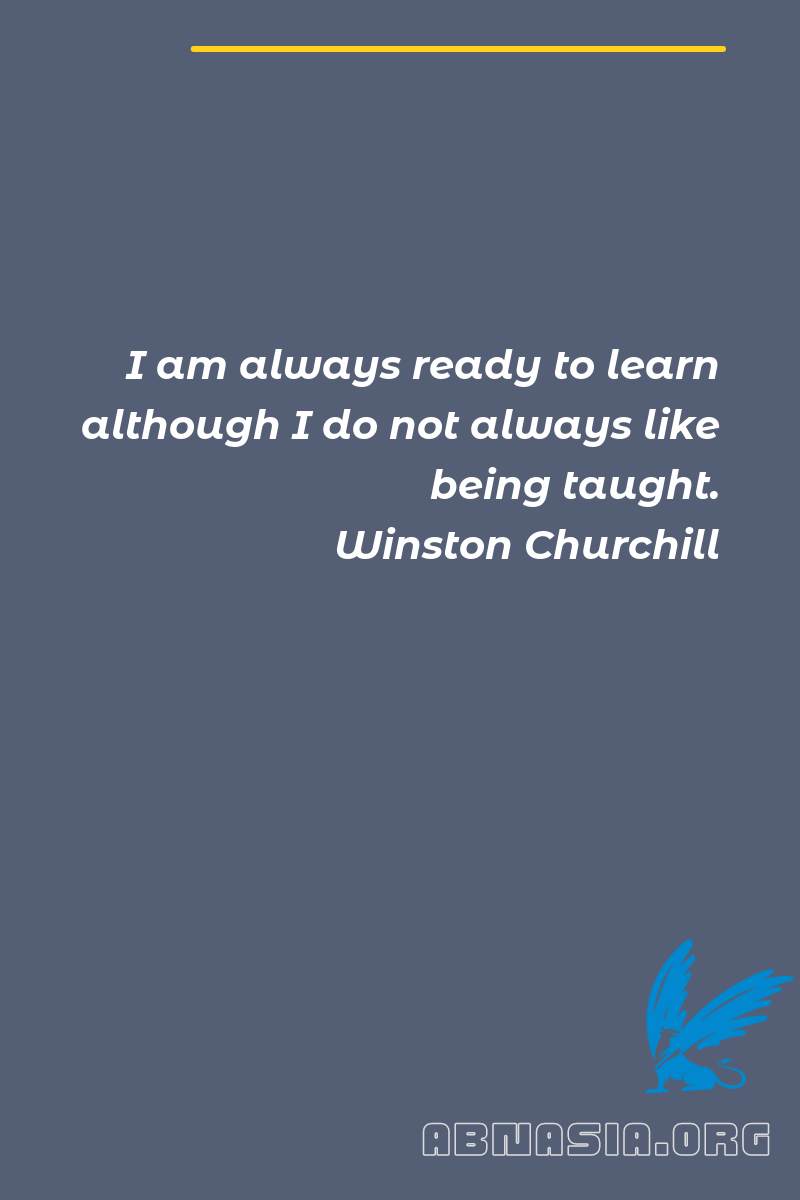 I am always ready to learn
although I do not always like
being taught.
Winston Churchill
ABNASIA.ORG